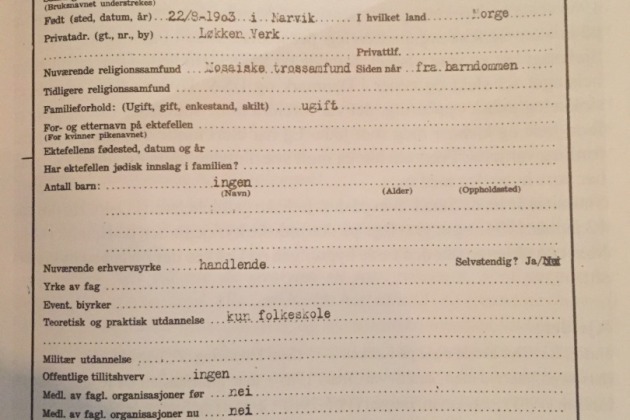 (Bruknavnet understrekes)
Født (sted, datum, år) 22/8-1903 i Narvik I hvilket land Norge
Privatadr. (gt., nr., by) Løkken Verk
Privattlf.
Nuværende religionssamfund Mosaiske trossamfund Siden når fra barndommen
Tidligere religionssamfund
Familieforhold: (Ugift, gift, enkestand, skilt) ugift
For- og etternavn på ektefellen
(For kvinner pikenavnet)
Ektefellens fødested, datum og år
Har ektefellen jødisk innslag i familien?
Antall barn: ingen
(Navn) (Alder) (Oppholdssted)
Nuværende erhvervsyrke handlende Selvstendig? Ja/Nei
Yrke av fag
Event. biyrker
Teoretisk og praktisk utdannelse kun folkeskole
Militær utdannelse
Offentlige tillitshverv ingen
Medl. av fagl. organisasjoner før nei
Medl. av fagl. organisasjoner nu nei